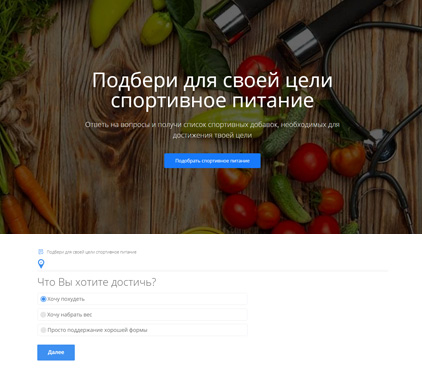 Подбери для своей цели
спортивное питание
Ответь на вопросы и получи список спортивных добавок, необходимых для
достижения твоей цели
Подобрать спортивное питание
Подбери для своей цели спортивное питание
Что Вы хотите достичь?
Хочу похудеть
Хочу набрать вес
Просто поддержание хорошей формы
Далее